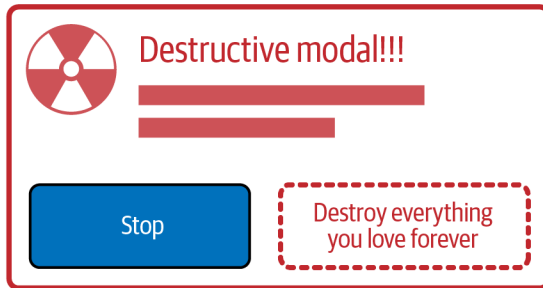 Destructive modal!!!
Stop
Destroy everything
you love forever